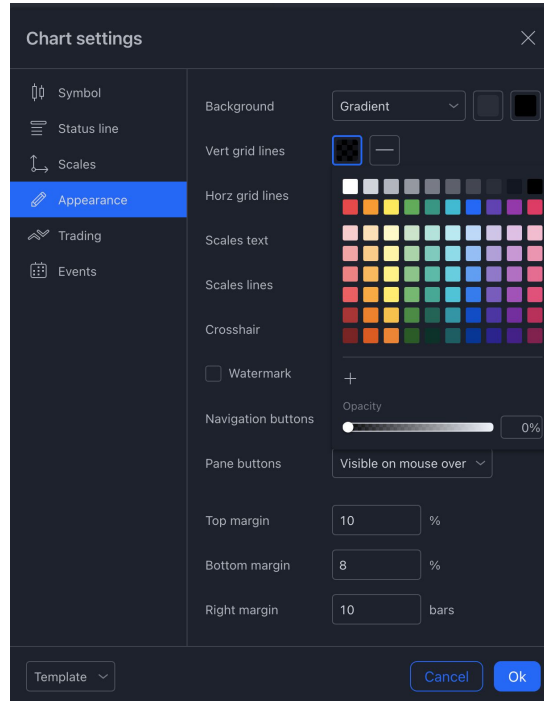 Chart settings
Symbol
Status line
Scales
Appearance
Trading
Events
Background
Gradient
Vert grid lines
Horz grid lines
Scales text
Scales lines
Crosshair
Watermark
Opacity
0%
Navigation buttons
Pane buttons
Visible on mouse over
Top margin
10
%
Bottom margin
8
%
Right margin
10
bars
Template
Cancel
Ok